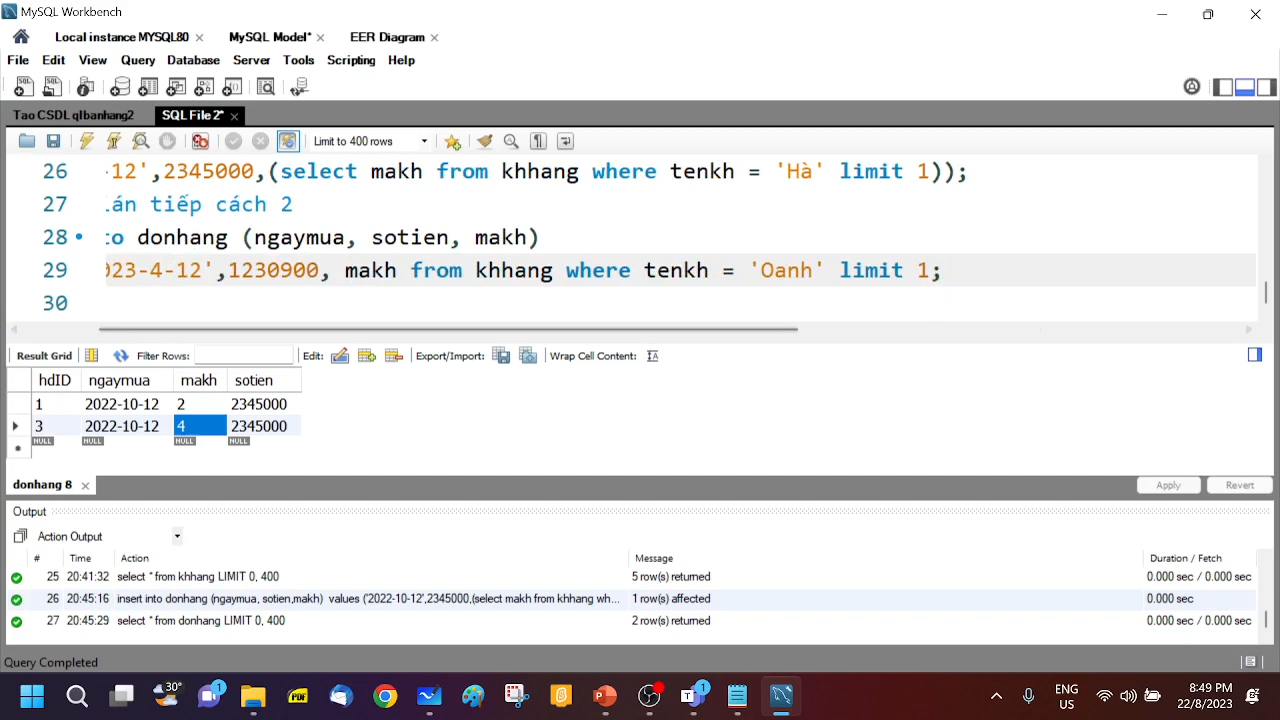 MySQL Workbench
Local instance MYSQL80 MySQL Model* EER Diagram
File Edit View Query Database Server Tools Scripting Help
Tao CSDL qlbanhang2 SQL File 2*
Limit to 400 rows
26 -12',2345000,(select makh from khhang where tenkh = 'Hà' limit 1));
27 án tiếp cách 2
28 to donhang (ngaymua, sotien, makh)
29 023-4-12',1230900, makh from khhang where tenkh = 'Oanh' limit 1;
30
Result Grid Filter Rows: Edit: Export/Import: Wrap Cell Content:
hdID ngaymua makh sotien
1 2022-10-12 2 2345000
3 2022-10-12 4 2345000
NULL NULL NULL NULL
donhang 8 Apply Revert
Output
Action Output
# Time Action Message Duration / Fetch
25 20:41:32 select * from khhang LIMIT 0, 400 5 row(s) returned 0.000 sec / 0.000 sec
26 20:45:16 insert into donhang (ngaymua, sotien,makh) values ('2022-10-12',2345000,(select makh from khhang wh... 1 row(s) affected 0.000 sec
27 20:45:29 select * from donhang LIMIT 0, 400 2 row(s) returned 0.000 sec / 0.000 sec
Query Completed
30° 1 PDF 1 ENG US 8:49 PM 22/8/2023